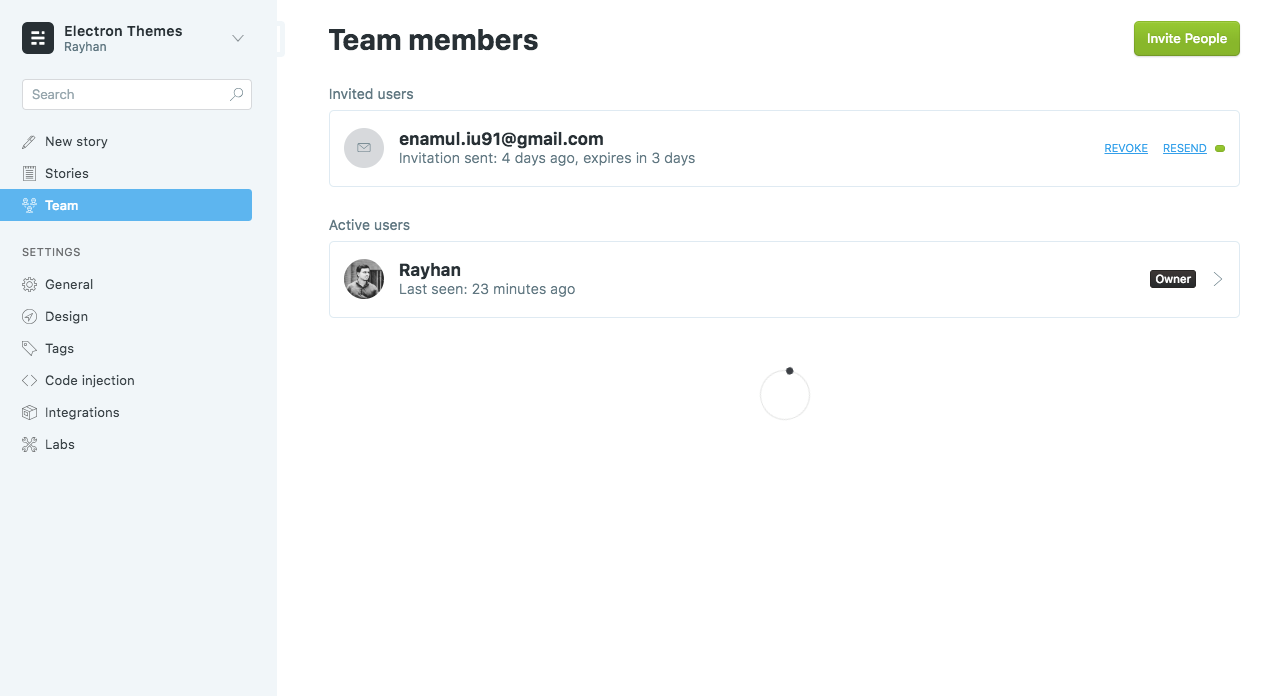 Electron Themes
Rayhan
Search
New story
Stories
Team
SETTINGS
General
Design
Tags
Code injection
Integrations
Labs
Team members
Invite People
Invited users
enamul.iu91@gmail.com
Invitation sent: 4 days ago, expires in 3 days
REVOKE RESEND
Active users
Rayhan
Last seen: 23 minutes ago
Owner